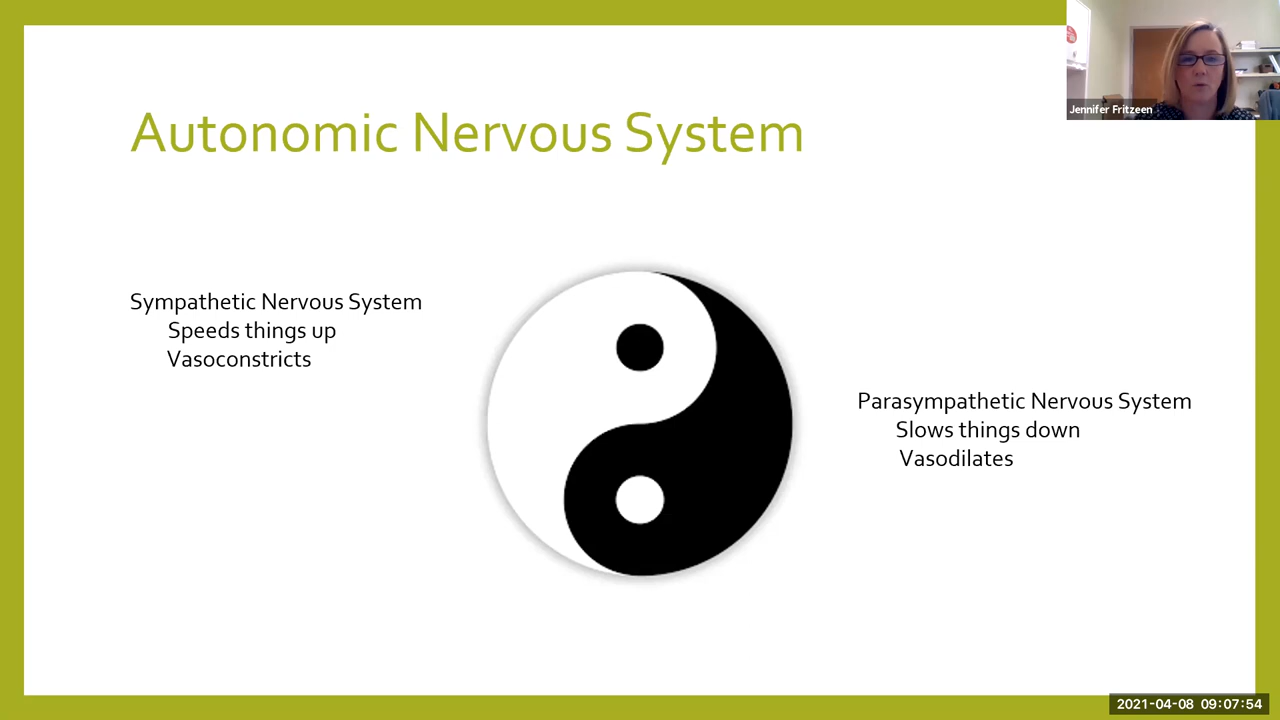 Jennifer Fritzeen
Autonomic Nervous System
Sympathetic Nervous System
Speeds things up
Vasoconstricts
Parasympathetic Nervous System
Slows things down
Vasodilates
2021-04-08 09:07:54